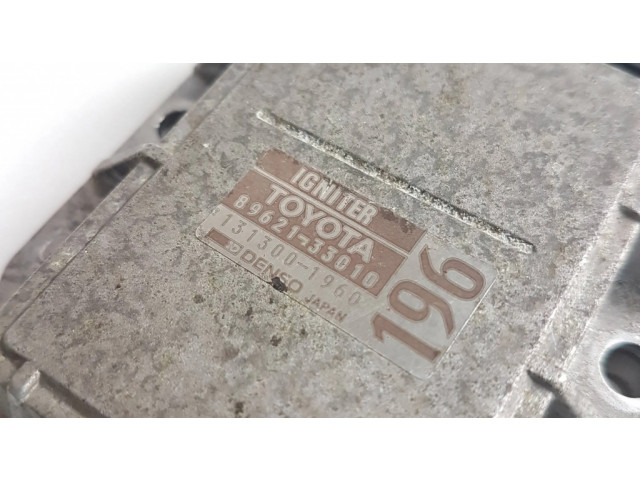 IGNITER
TOYOTA
89621-33010
131300-1960
DENSO JAPAN
196